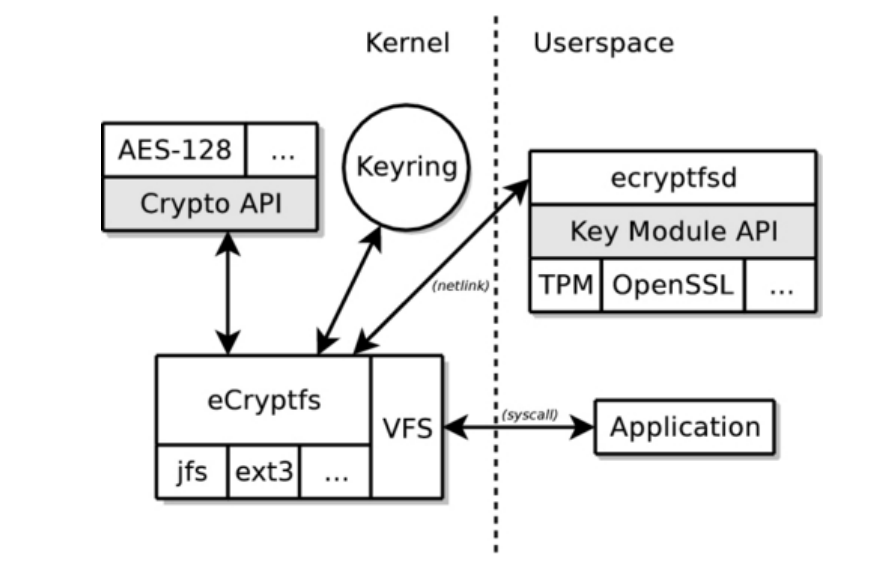 Kernel
Userspace
AES-128
...
Crypto API
Keyring
ecryptfsd
Key Module API
TPM
OpenSSL
...
(netlink)
eCryptfs
VFS
jfs
ext3
...
(syscall)
Application